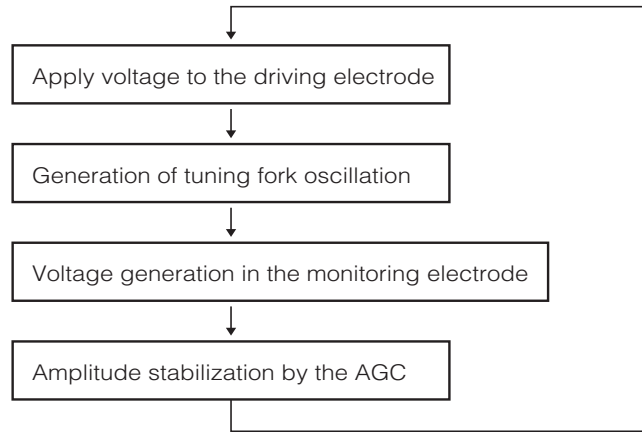 Apply voltage to the driving electrode
Generation of tuning fork oscillation
Voltage generation in the monitoring electrode
Amplitude stabilization by the AGC